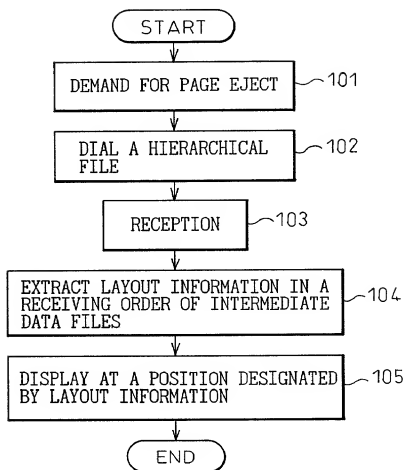 START
DEMAND FOR PAGE EJECT
101
DIAL A HIERARCHICAL
FILE
102
RECEPTION
103
EXTRACT LAYOUT INFORMATION IN A
RECEIVING ORDER OF INTERMEDIATE
DATA FILES
104
DISPLAY AT A POSITION DESIGNATED
BY LAYOUT INFORMATION
105
END